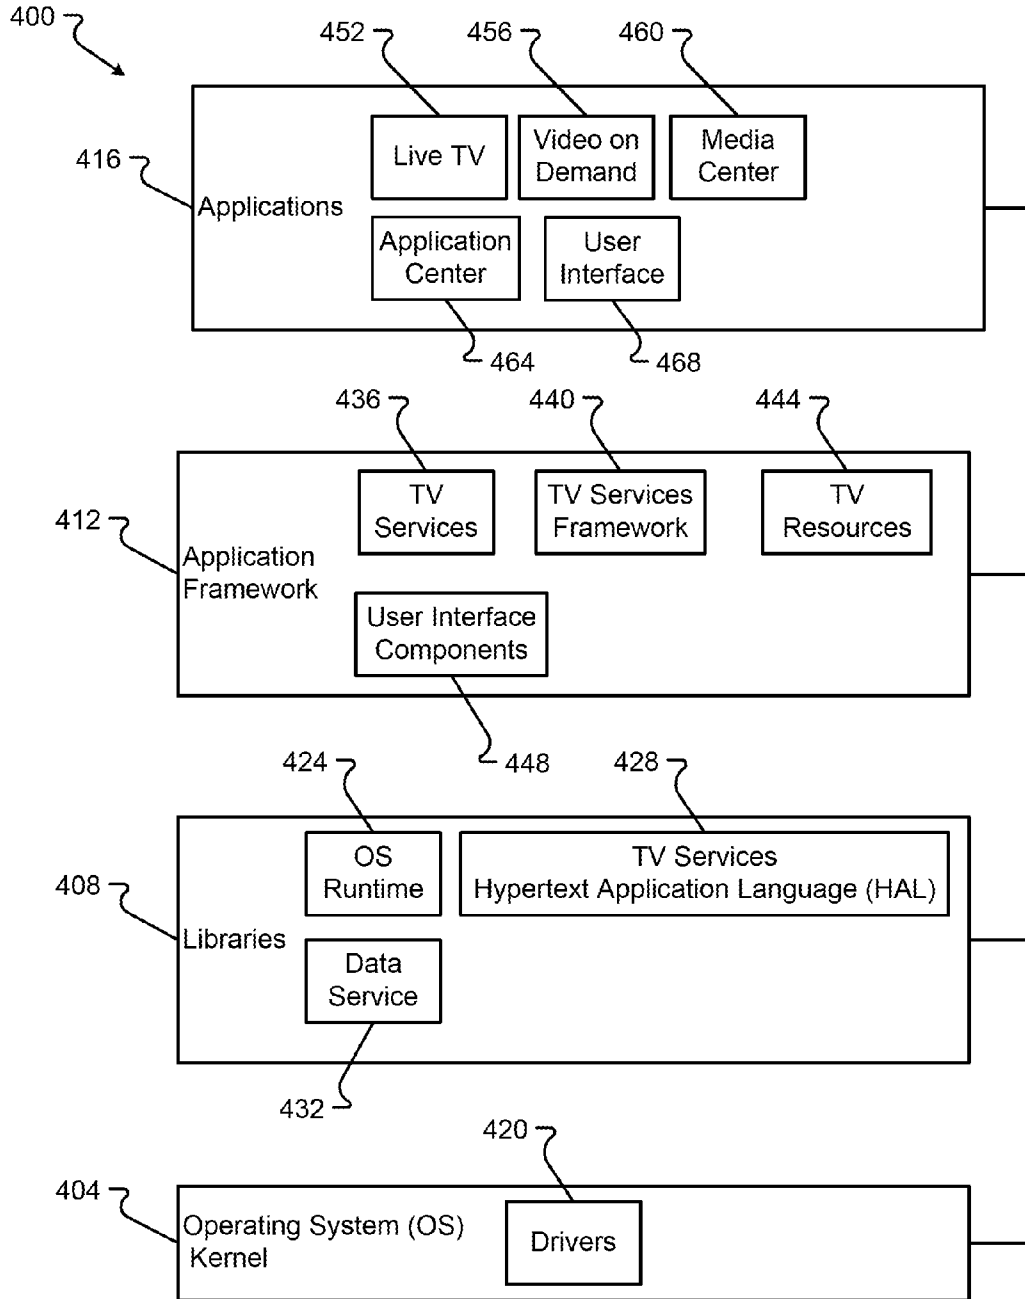 400
452
456
460
416
Applications
Live TV
Video on
Demand
Media
Center
Application
Center
User
Interface
464
468
436
440
444
412
Application
Framework
TV
Services
TV Services
Framework
TV
Resources
User Interface
Components
448
424
428
408
Libraries
OS
Runtime
TV Services
Hypertext Application Language (HAL)
Data
Service
432
420
404
Operating System (OS)
Kernel
Drivers